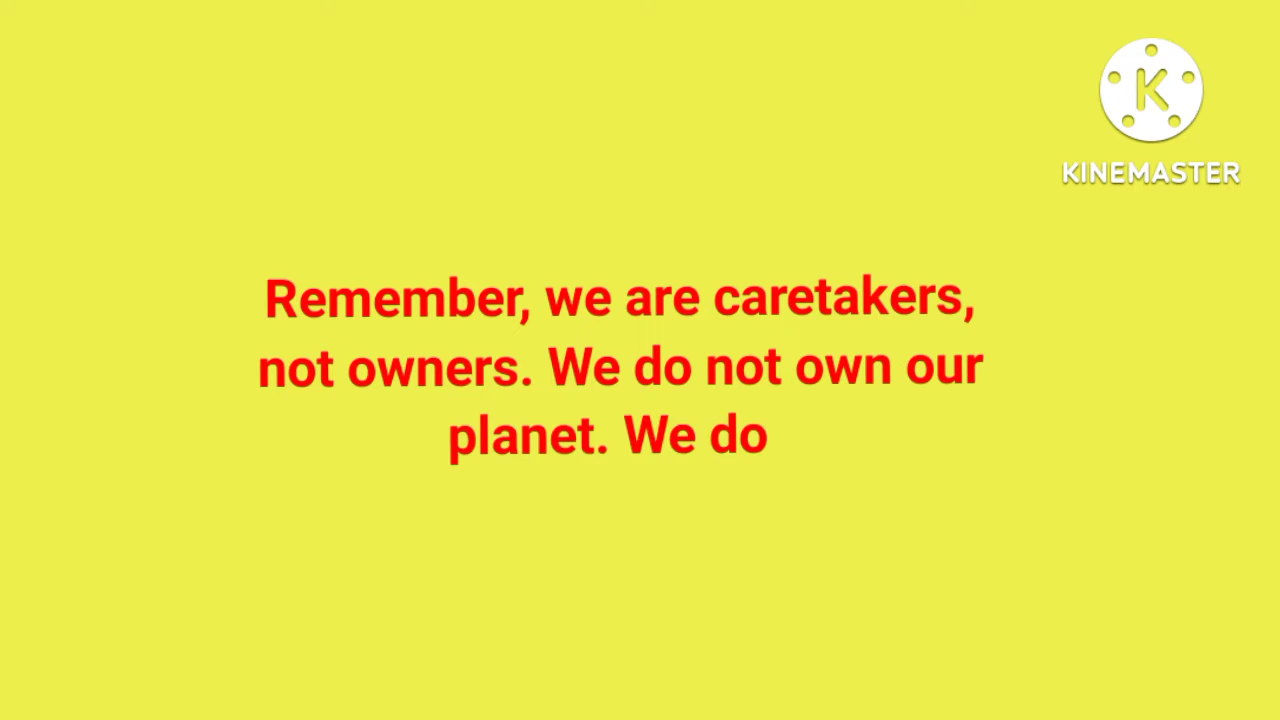 K
KINEMASTER
Remember, we are caretakers,
not owners. We do not own our
planet. We do